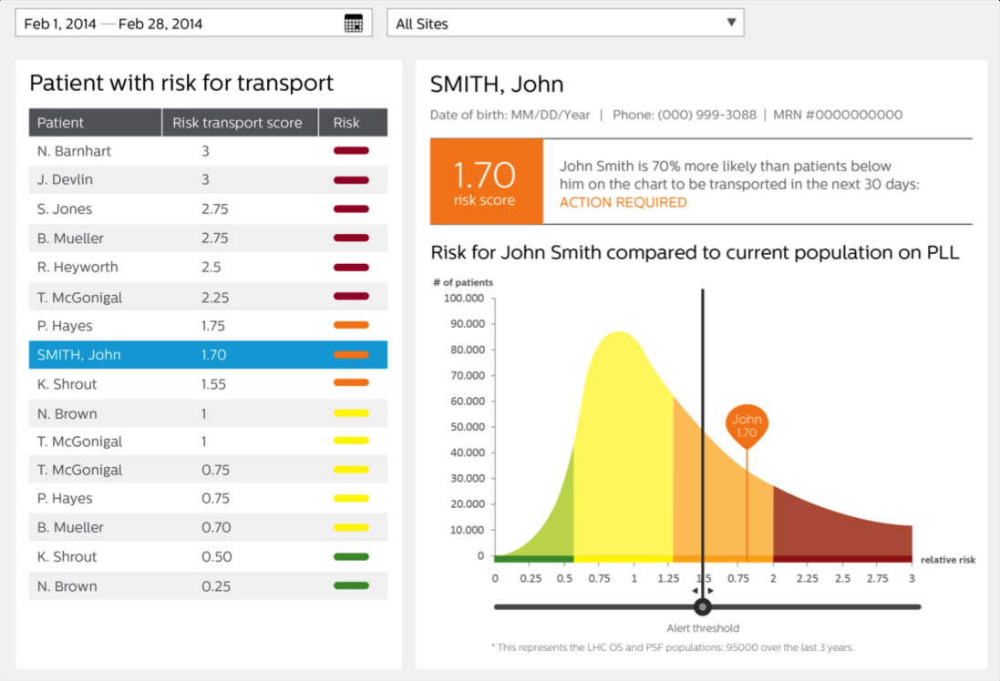 Feb 1, 2014 — Feb 28, 2014
All Sites
Patient with risk for transport
Patient Risk transport score Risk
N. Barnhart 3
J. Devlin 3
S. Jones 2.75
B. Mueller 2.75
R. Heyworth 2.5
T. McGonigal 2.25
P. Hayes 1.75
SMITH, John 1.70
K. Shrout 1.55
N. Brown 1
T. McGonigal 1
T. McGonigal 0.75
P. Hayes 0.75
B. Mueller 0.70
K. Shrout 0.50
N. Brown 0.25
SMITH, John
Date of birth: MM/DD/Year | Phone: (000) 999-3088 | MRN #0000000000
1.70
risk score
John Smith is 70% more likely than patients below
him on the chart to be transported in the next 30 days:
ACTION REQUIRED
Risk for John Smith compared to current population on PLL
# of patients
100.000
90.000
80.000
70.000
60.000
50.000
40.000
30.000
20.000
10.000
0
John
1.70
relative risk
0 0.25 0.5 0.75 1 1.25 1.5 0.75 2 2.25 2.5 2.75 3
Alert threshold
* This represents the LHC OS and PSF populations: 95000 over the last 3 years.